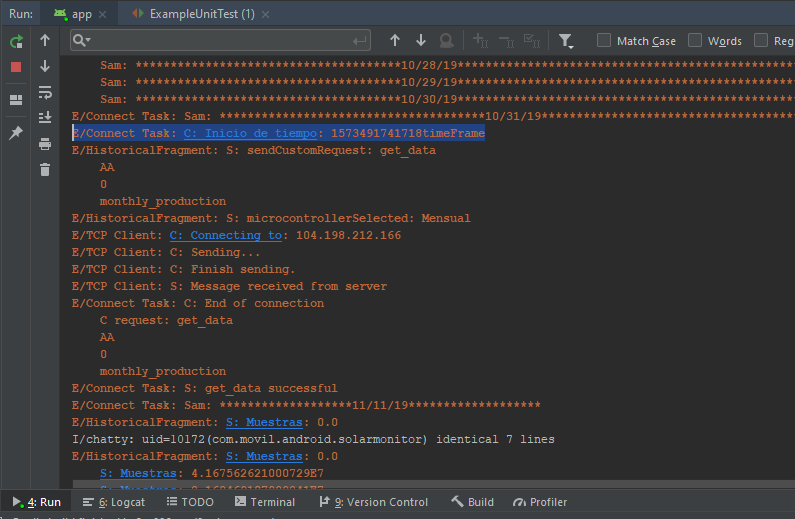 Run: app × ExampleUnitTest (1) ×
Match Case Words Reg
Sam: **************************************10/28/19************************************************
Sam: **************************************10/29/19************************************************
Sam: **************************************10/30/19************************************************
E/Connect Task: Sam: **************************************10/31/19************************************
E/Connect Task: C: Inicio de tiempo: 1573491741718timeFrame
E/HistoricalFragment: S: sendCustomRequest: get_data
AA
0
monthly_production
E/HistoricalFragment: S: microcontrollerSelected: Mensual
E/TCP Client: C: Connecting to: 104.198.212.166
E/TCP Client: C: Sending...
E/TCP Client: C: Finish sending.
E/TCP Client: S: Message received from server
E/Connect Task: C: End of connection
C request: get_data
AA
0
monthly_production
E/Connect Task: S: get_data successful
E/Connect Task: Sam: *******************11/11/19*******************
E/HistoricalFragment: S: Muestras: 0.0
I/chatty: uid=10172(com.movil.android.solarmonitor) identical 7 lines
E/HistoricalFragment: S: Muestras: 0.0
S: Muestras: 4.167562621000729E7
4: Run 6: Logcat TODO Terminal 9: Version Control Build Profiler